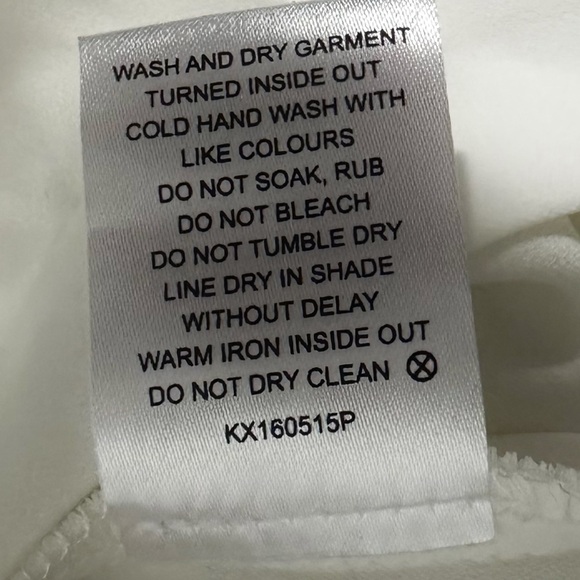 WASH AND DRY GARMENT
TURNED INSIDE OUT
COLD HAND WASH WITH
LIKE COLOURS
DO NOT SOAK, RUB
DO NOT BLEACH
DO NOT TUMBLE DRY
LINE DRY IN SHADE
WITHOUT DELAY
WARM IRON INSIDE OUT
DO NOT DRY CLEAN
KX160515P